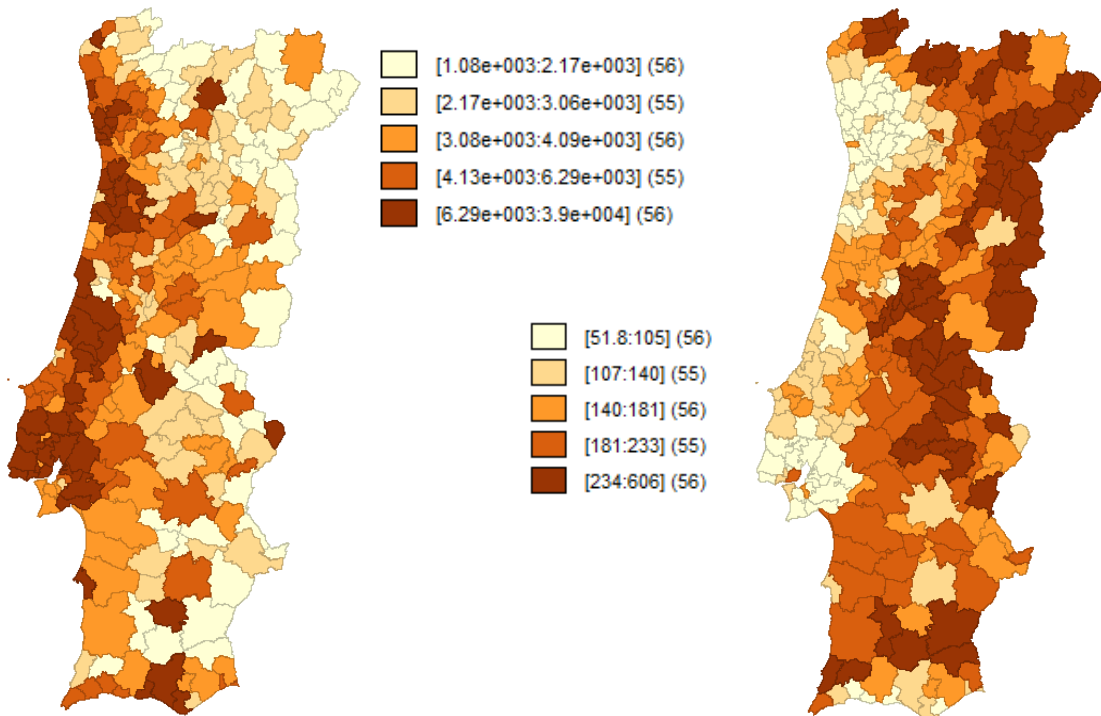 [1.08e+003:2.17e+003] (56)
[2.17e+003:3.06e+003] (55)
[3.08e+003:4.09e+003] (56)
[4.13e+003:6.29e+003] (55)
[6.29e+003:3.9e+004] (56)
[51.8:105] (56)
[107:140] (55)
[140:181] (56)
[181:233] (55)
[234:606] (56)